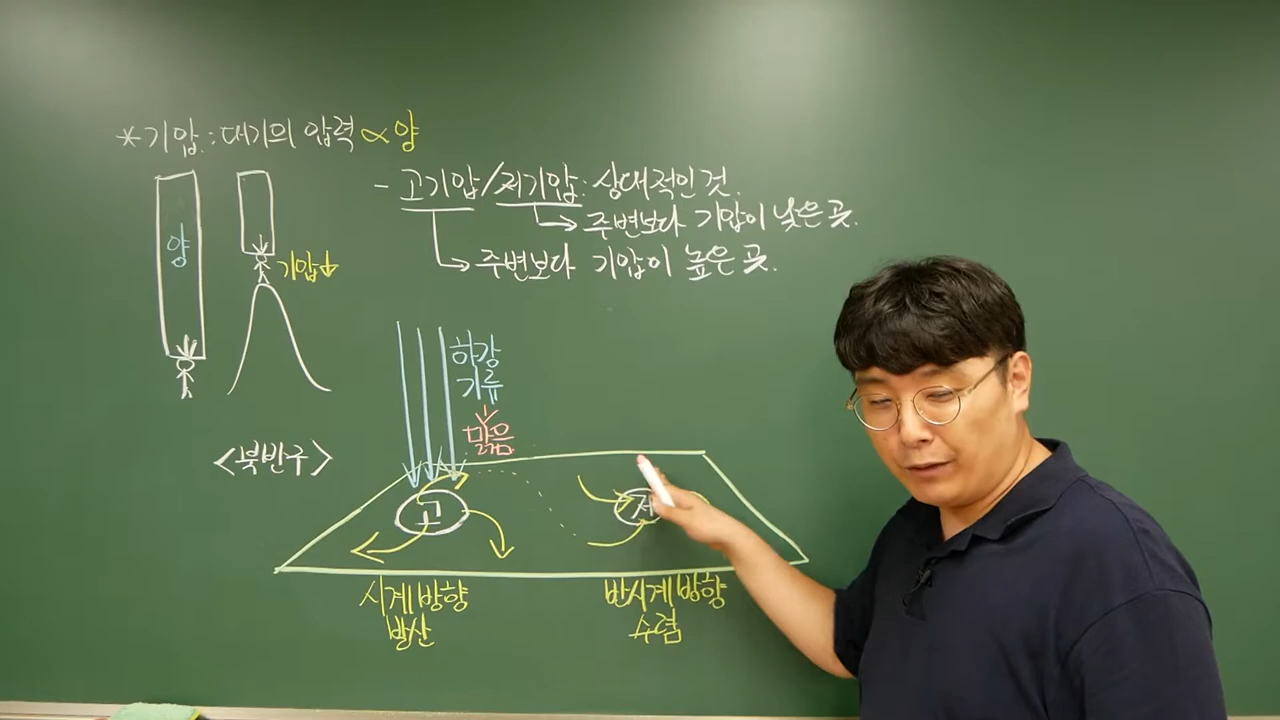 *기압:대기의 압력∝양
- 고기압/저기압: 상대적인 것.
→주변보다 기압이 낮은 곳.
→주변보다 기압이 높은 곳.
양
기압↓
하강
기류
맑음
<북반구>
고
저
시계방향
발산
반시계방향
수렴